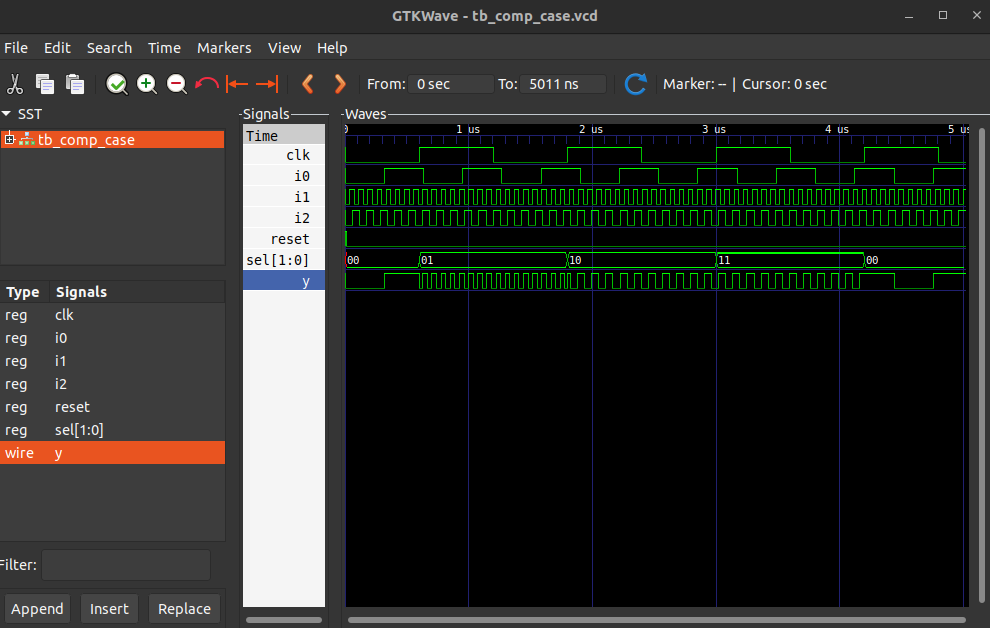 GTKWave - tb_comp_case.vcd
File Edit Search Time Markers View Help
From: 0 sec To: 5011 ns Marker: -- | Cursor: 0 sec
SST
tb_comp_case
Type Signals
reg clk
reg i0
reg i1
reg i2
reg reset
reg sel[1:0]
wire y
Filter:
Append Insert Replace
Signals
Time
clk
i0
i1
i2
reset
sel[1:0]
y
Waves
0 1 us 2 us 3 us 4 us 5 us
00 01 10 11 00